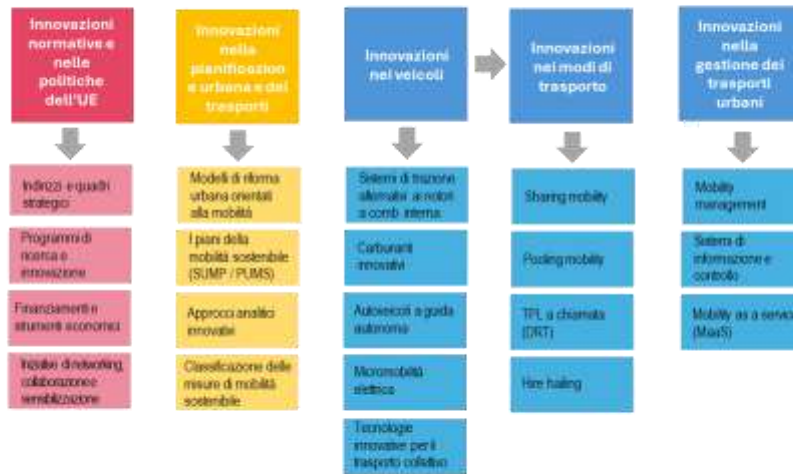 Innovazioni
normative e
nelle
politiche
dell'UE
Indirizzi e quadri
strategici
Programmi di
ricerca e
innovazione
Finanziamenti e
strumenti economici
Iniziative di networking,
collaborazione e
sensibilizzazione
Innovazioni
nella
pianificazion
e urbana e dei
trasporti
Modelli di riforma
urbana orientati
alla mobilità
I piani della
mobilità sostenibile
(SUMP / PUMS)
Approcci analitici
innovativi
Classificazione delle
misure di mobilità
sostenibile
Innovazioni
nei veicoli
Sistemi di trazione
alternativi ai motori
a comb interna
Carburanti
innovativi
Autoveicoli a guida
autonoma
Micromobilità
elettrica
Tecnologie
innovative per il
trasporto collettivo
Innovazioni
nei modi di
trasporto
Sharing mobility
Pooling mobility
TPL a chiamata
(DRT)
Hire hailing
Innovazioni
nella
gestione dei
trasporti
urbani
Mobility
management
Sistemi di
informazione e
controllo
Mobility as a service
(MaaS)